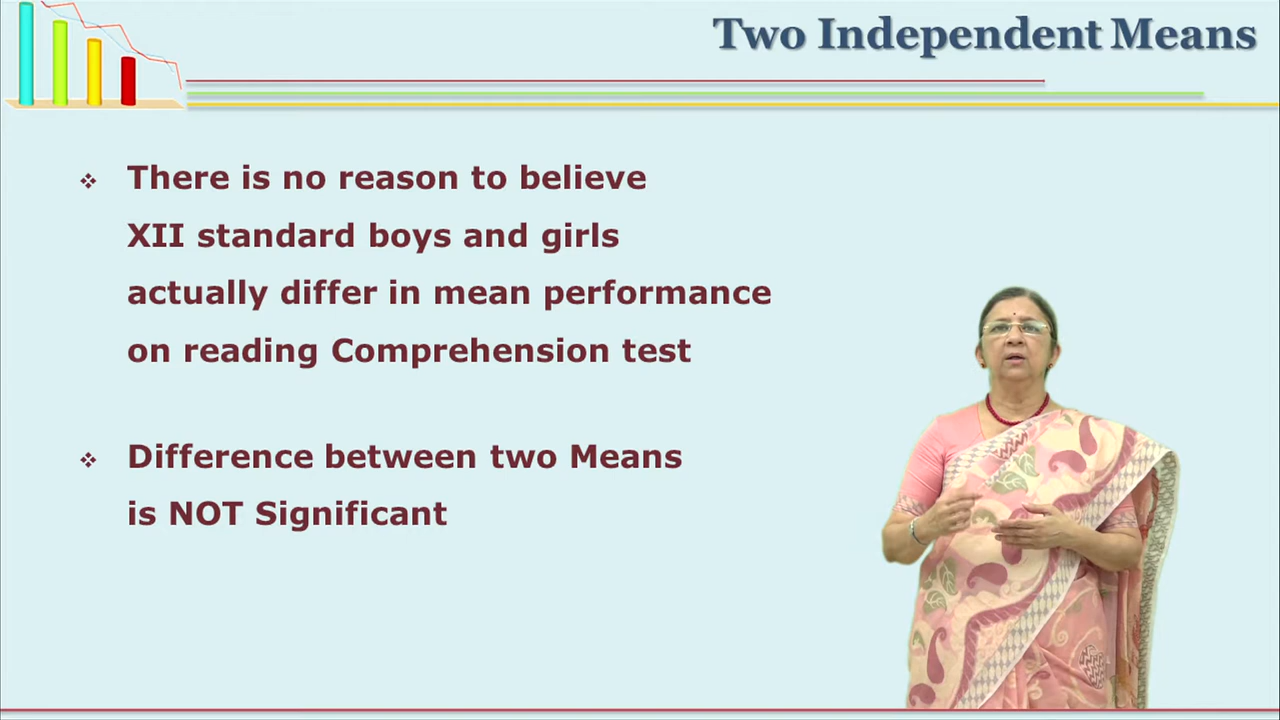 Two Independent Means
There is no reason to believe
XII standard boys and girls
actually differ in mean performance
on reading Comprehension test
Difference between two Means
is NOT Significant